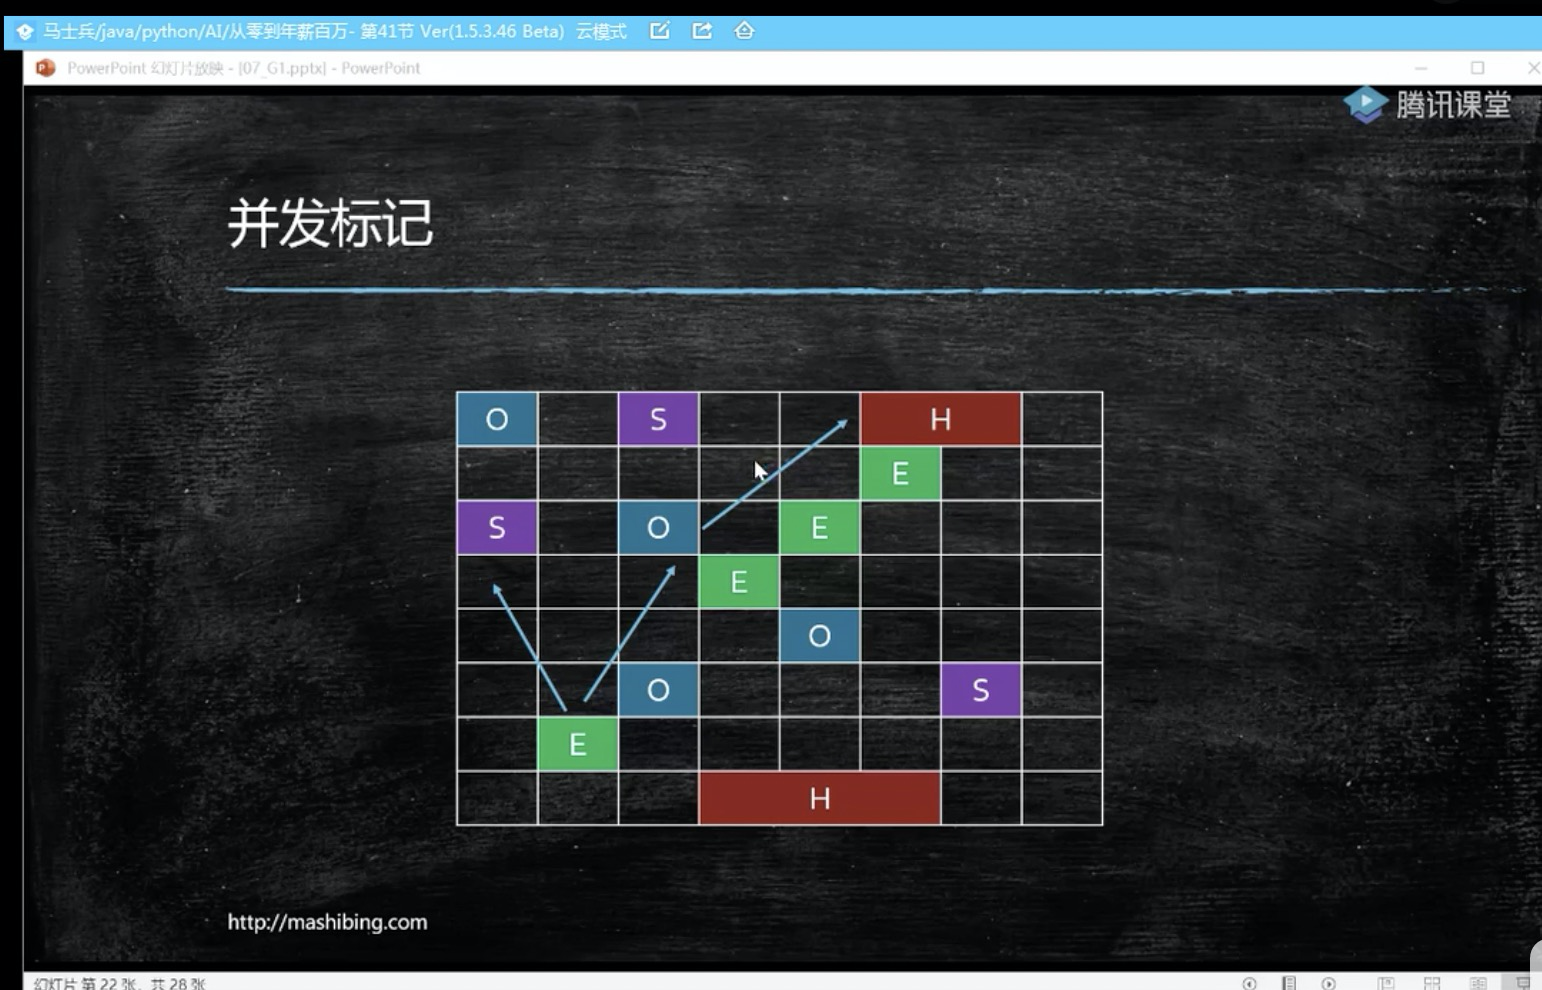 马士兵/java/python/AI/从零到年薪百万- 第41节 Ver(1.5.3.46 Beta) 云模式
PowerPoint 幻灯片放映 - [07_G1.pptx] - PowerPoint
腾讯课堂
并发标记
O S H
E
S O E
E
O
O S
E
H
http://mashibing.com
幻灯片 第 22 张，共 28 张